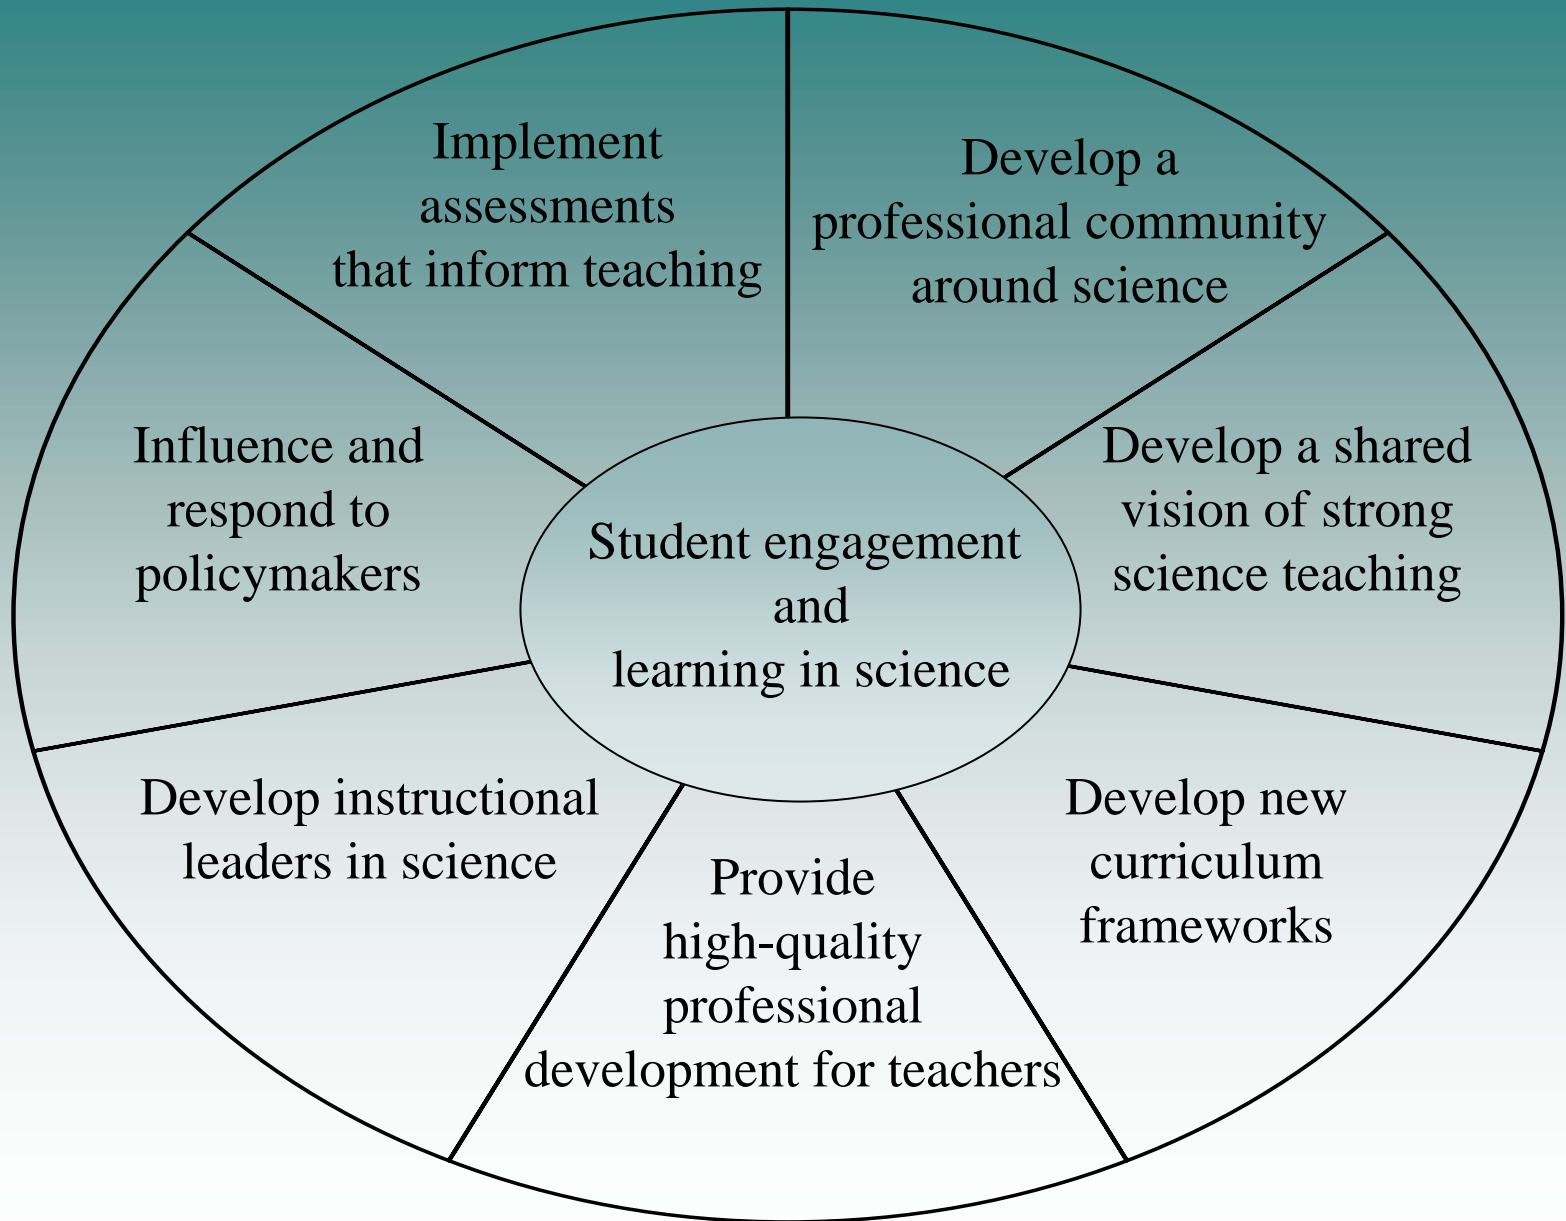 Implement
assessments
that inform teaching
Develop a
professional community
around science
Influence and
respond to
policymakers
Develop a shared
vision of strong
science teaching
Student engagement
and
learning in science
Develop instructional
leaders in science
Provide
high-quality
professional
development for teachers
Develop new
curriculum
frameworks